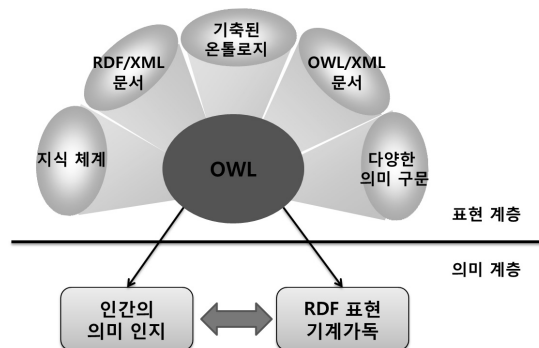 기축된
온톨로지
RDF/XML
문서
OWL/XML
문서
지식 체계
OWL
다양한
의미 구문
표현 계층
의미 계층
인간의
의미 인지
RDF 표현
기계가독